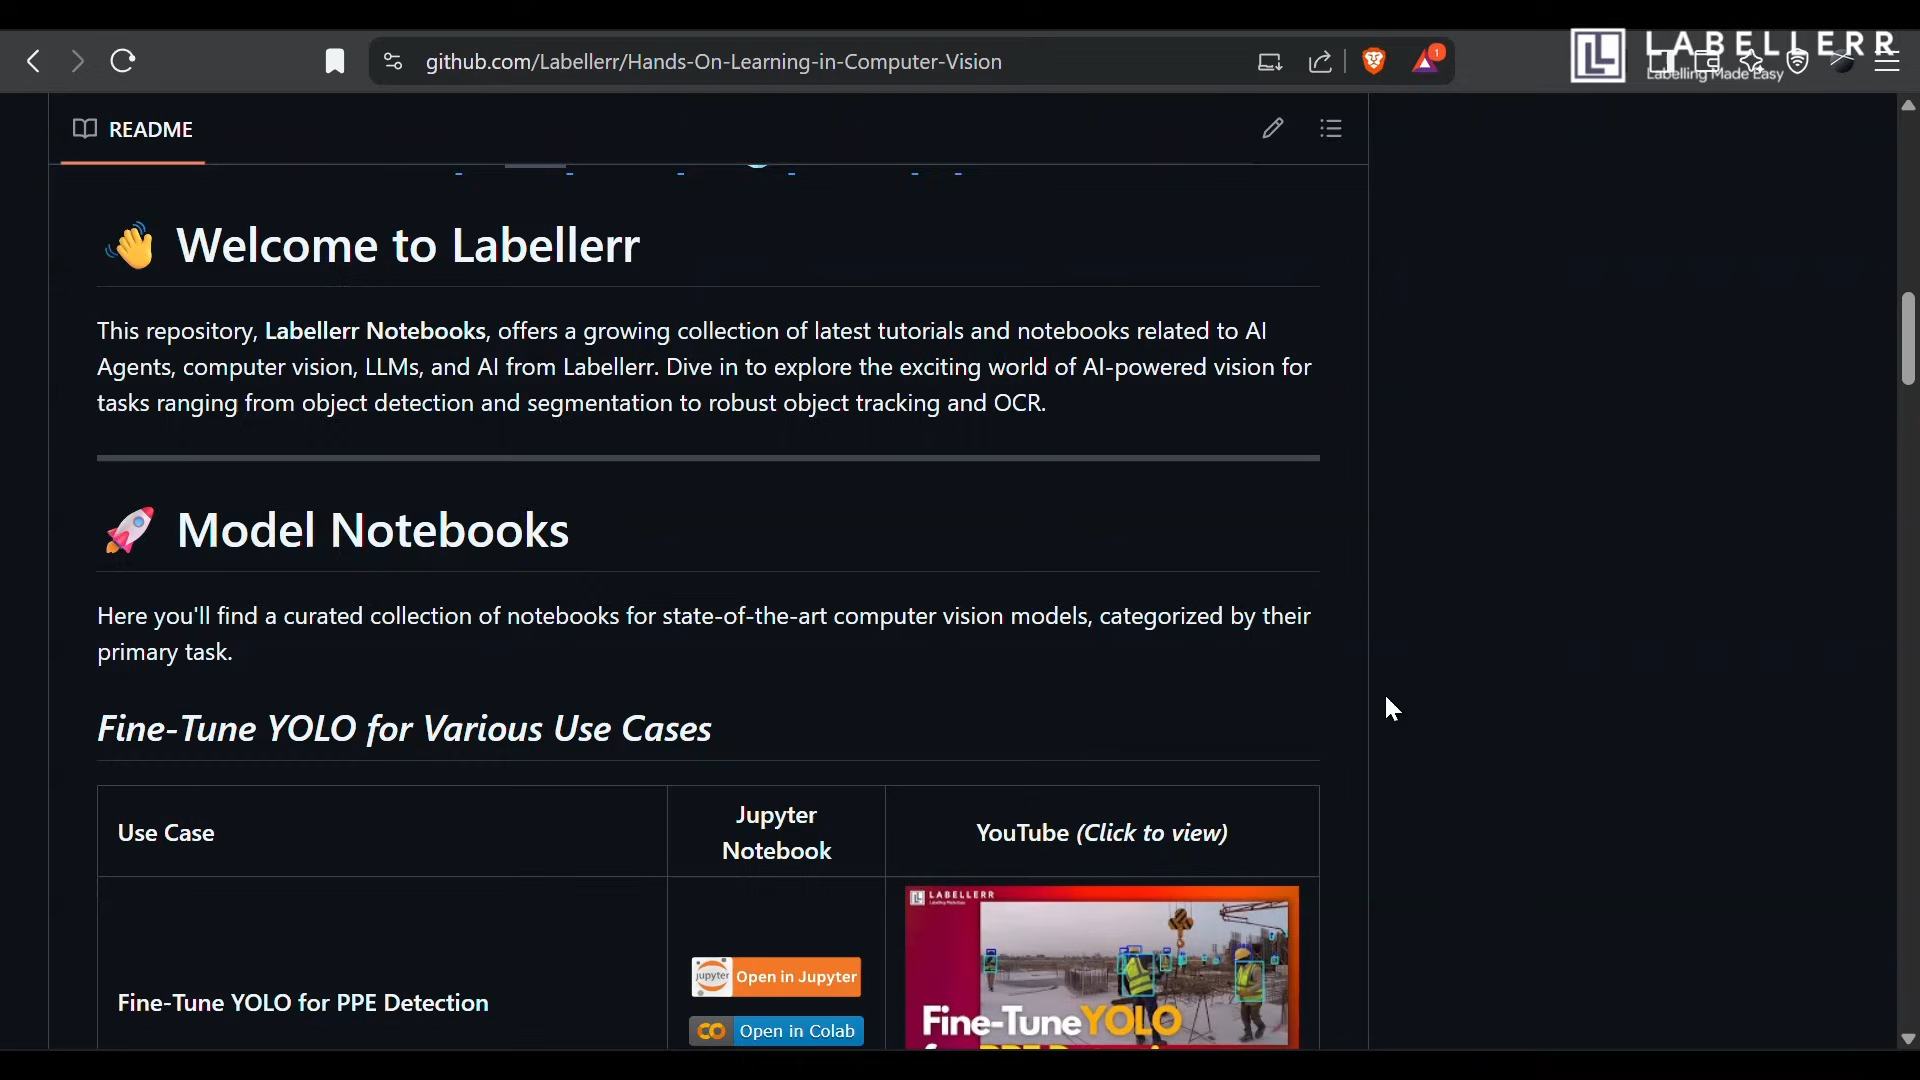 github.com/Labellerr/Hands-On-Learning-in-Computer-Vision
1
LABELLERR
Labelling Made Easy
README
👋 Welcome to Labellerr
This repository, Labellerr Notebooks, offers a growing collection of latest tutorials and notebooks related to AI
Agents, computer vision, LLMs, and AI from Labellerr. Dive in to explore the exciting world of AI-powered vision for
tasks ranging from object detection and segmentation to robust object tracking and OCR.
🚀 Model Notebooks
Here you'll find a curated collection of notebooks for state-of-the-art computer vision models, categorized by their
primary task.
Fine-Tune YOLO for Various Use Cases
Use Case
Jupyter
Notebook
YouTube (Click to view)
Fine-Tune YOLO for PPE Detection
jupyter Open in Jupyter
Open in Colab
LABELLERR
Fine-Tune YOLO